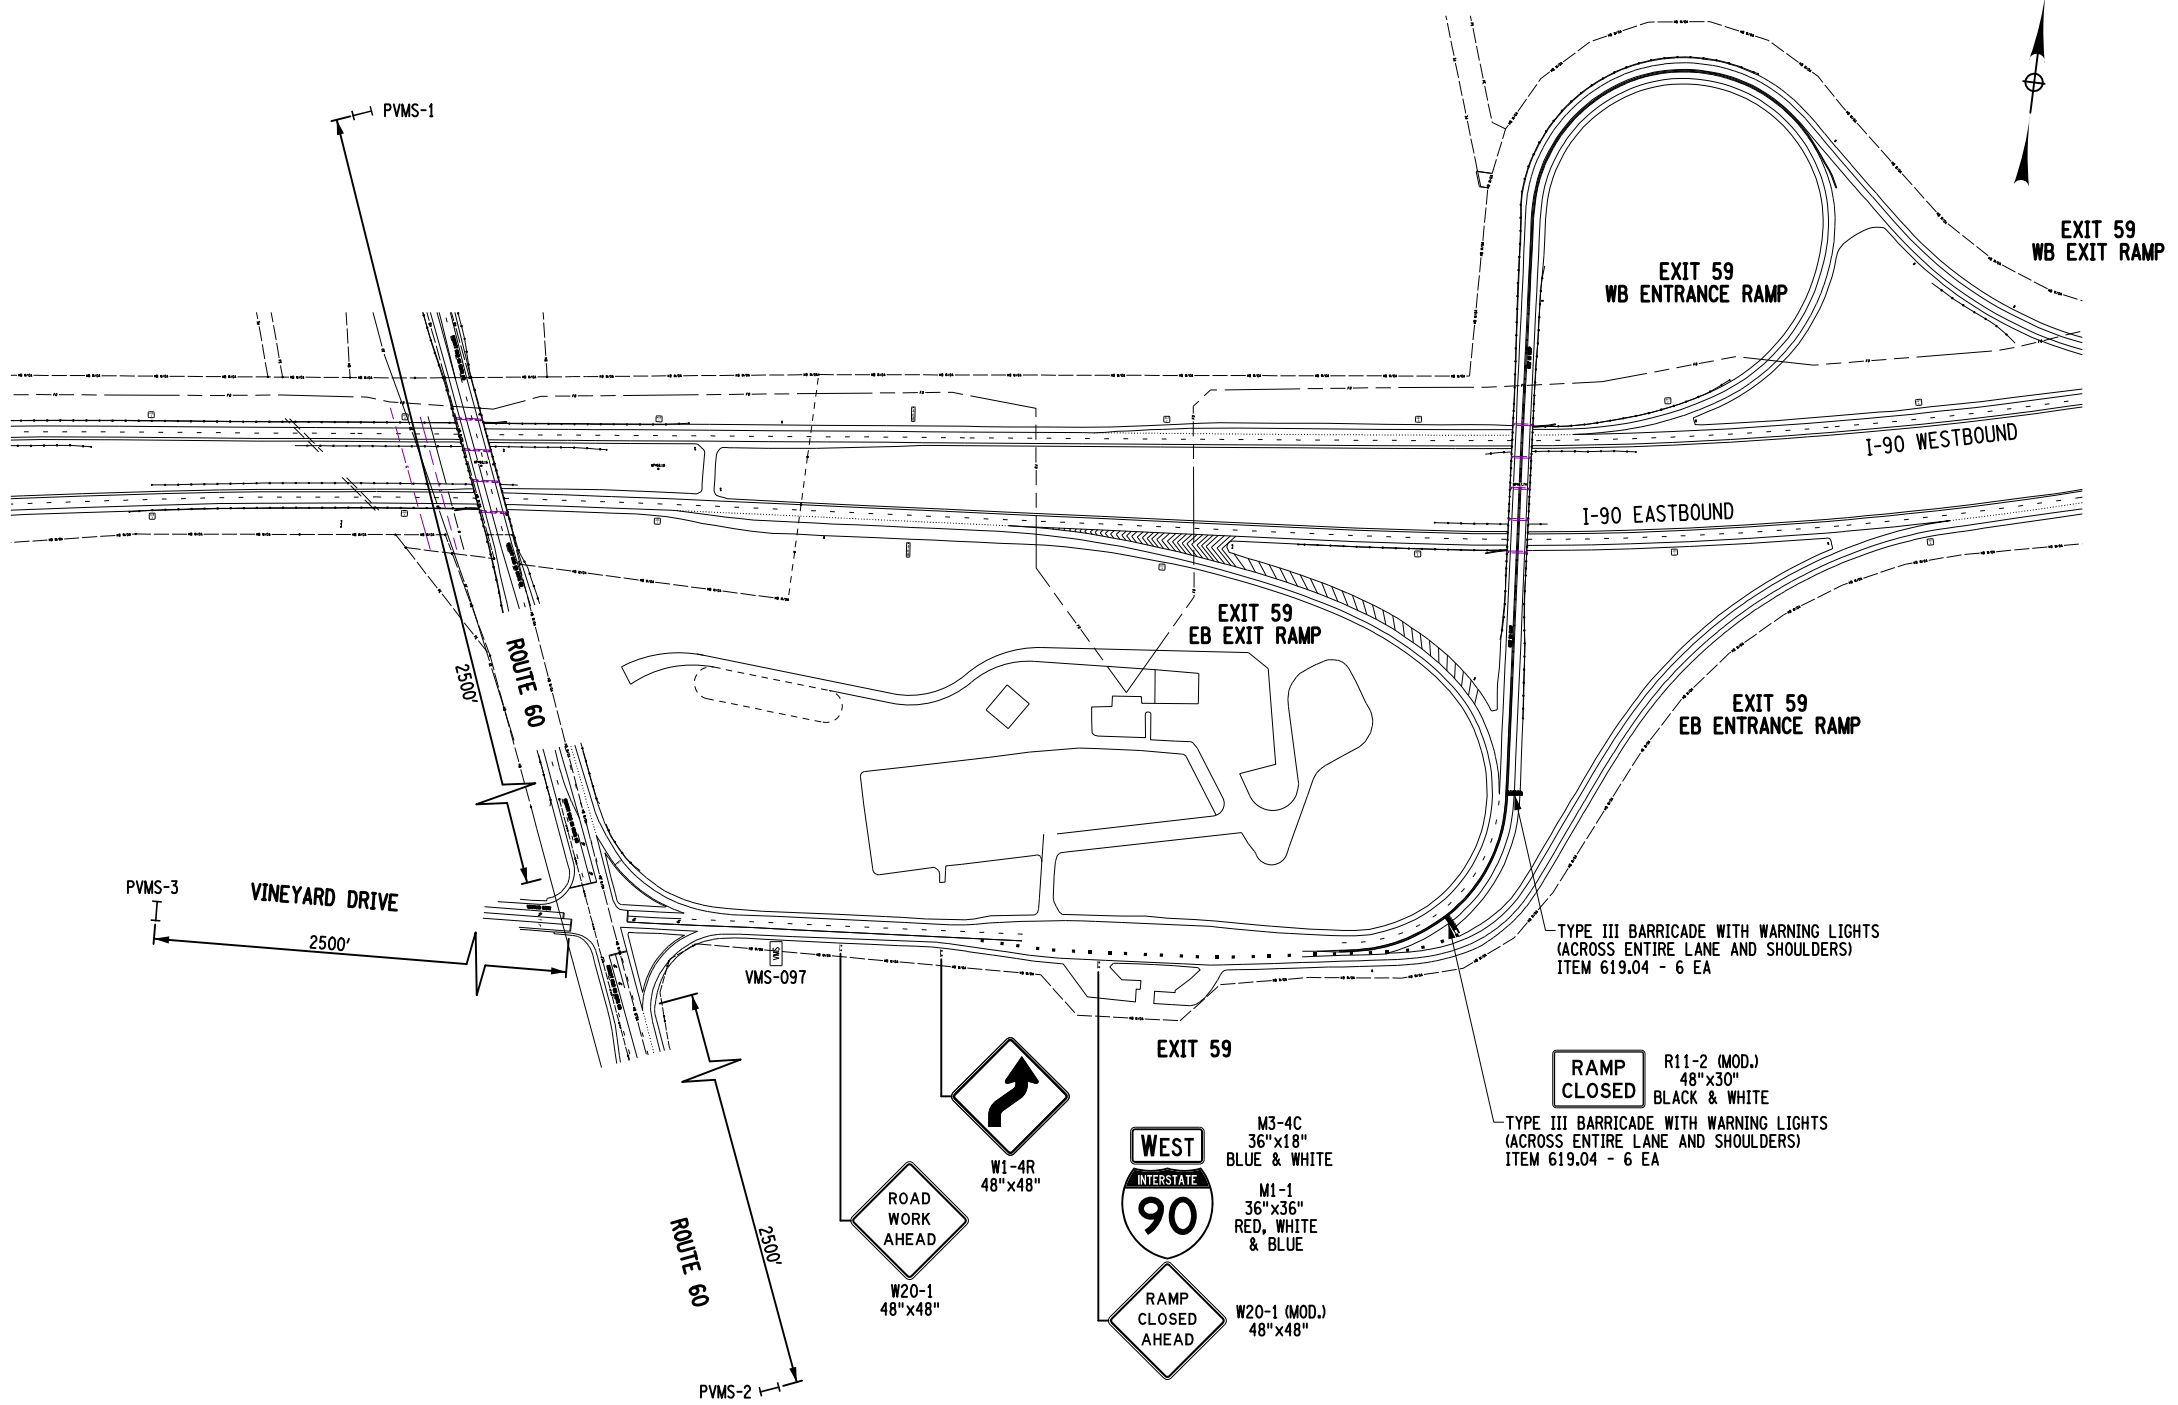 PVMS-1
EXIT 59
WB EXIT RAMP
EXIT 59
WB ENTRANCE RAMP
I-90 WESTBOUND
I-90 EASTBOUND
EXIT 59
EB EXIT RAMP
ROUTE 60
2500'
EXIT 59
EB ENTRANCE RAMP
PVMS-3
VINEYARD DRIVE
2500'
VMS
VMS-097
TYPE III BARRICADE WITH WARNING LIGHTS
(ACROSS ENTIRE LANE AND SHOULDERS)
ITEM 619.04 - 6 EA
EXIT 59
RAMP
CLOSED
R11-2 (MOD.)
48"x30"
BLACK & WHITE
TYPE III BARRICADE WITH WARNING LIGHTS
(ACROSS ENTIRE LANE AND SHOULDERS)
ITEM 619.04 - 6 EA
W1-4R
48"x48"
WEST
M3-4C
36"x18"
BLUE & WHITE
INTERSTATE
90
M1-1
36"x36"
RED, WHITE
& BLUE
ROAD
WORK
AHEAD
W20-1
48"x48"
RAMP
CLOSED
AHEAD
W20-1 (MOD.)
48"x48"
ROUTE 60
2500'
PVMS-2